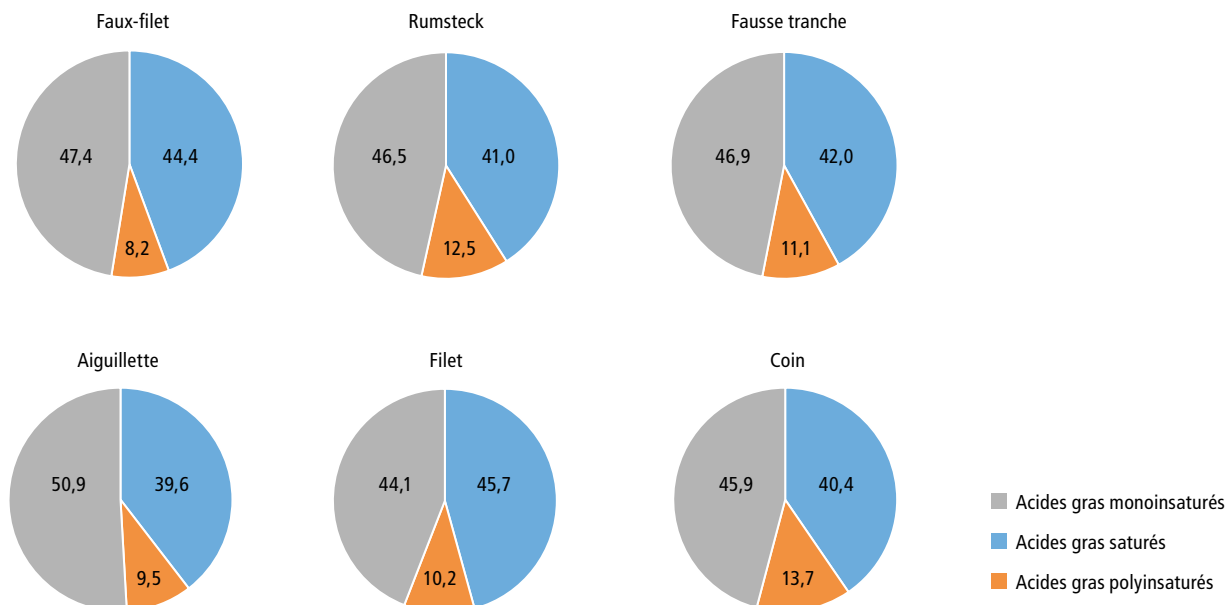 Faux-filet
Rumsteck
Fausse tranche
47,4
44,4
8,2
46,5
41,0
12,5
46,9
42,0
11,1
Aiguillette
Filet
Coin
50,9
39,6
9,5
44,1
45,7
10,2
45,9
40,4
13,7
Acides gras monoinsaturés
Acides gras saturés
Acides gras polyinsaturés